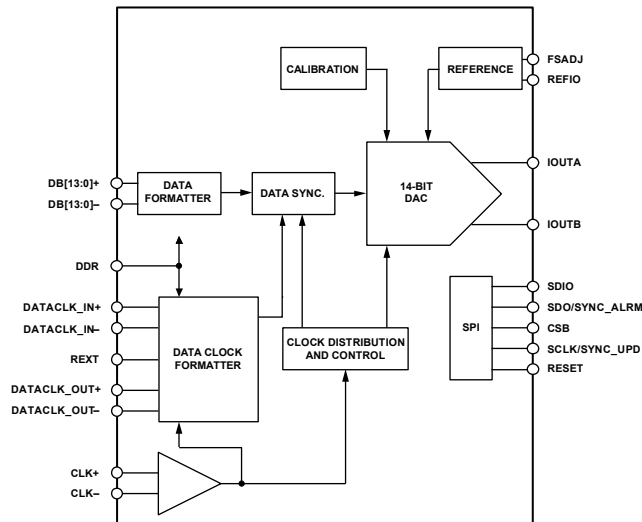 FSADJ
CALIBRATION
REFERENCE
REFIO
IOUTA
DB[13:0]+
DATA
FORMATTER
DATA SYNC.
14-BIT
DAC
DB[13:0]–
IOUTB
DDR
SDIO
DATACLK_IN+
SDO/SYNC_ALRM
DATACLK_IN–
SPI
CSB
DATA CLOCK
FORMATTER
CLOCK DISTRIBUTION
AND CONTROL
SCLK/SYNC_UPD
REXT
RESET
DATACLK_OUT+
DATACLK_OUT–
CLK+
CLK–